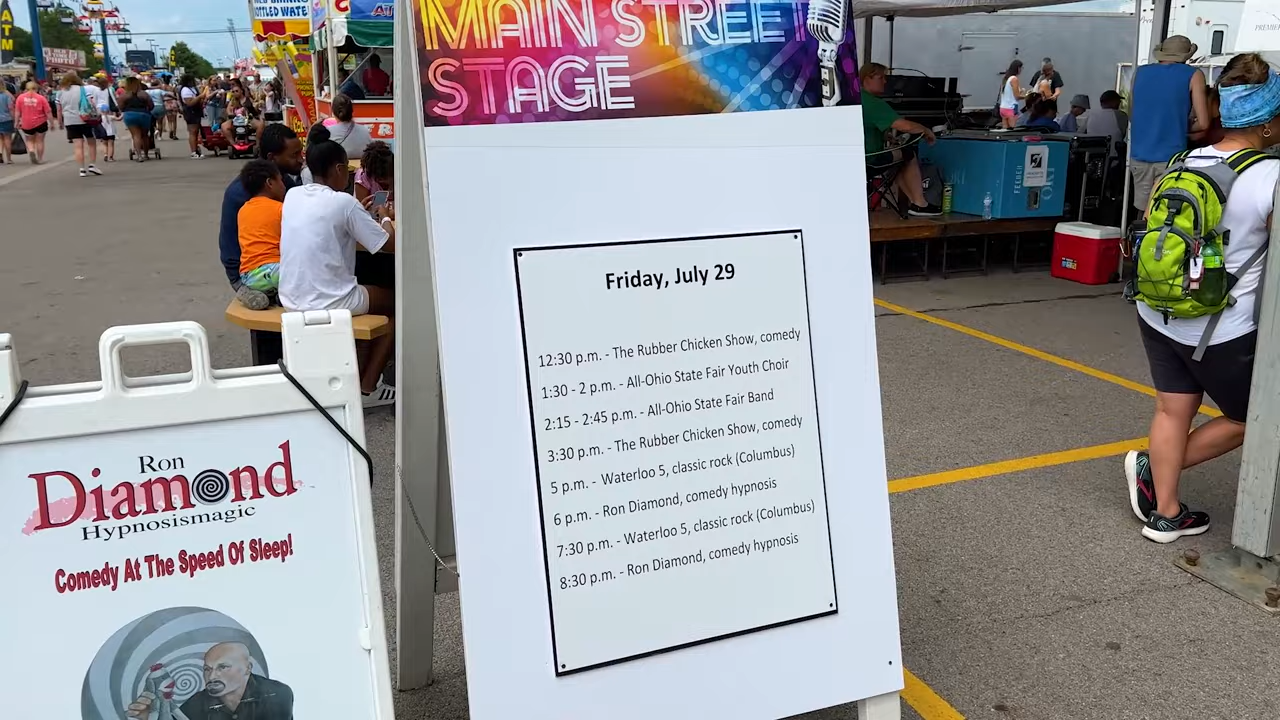 MAIN STREET
STAGE
Friday, July 29
12:30 p.m. - The Rubber Chicken Show, comedy
1:30 - 2 p.m. - All-Ohio State Fair Youth Choir
2:15 - 2:45 p.m. - All-Ohio State Fair Band
3:30 p.m. - The Rubber Chicken Show, comedy
5 p.m. - Waterloo 5, classic rock (Columbus)
6 p.m. - Ron Diamond, comedy hypnosis
7:30 p.m. - Waterloo 5, classic rock (Columbus)
8:30 p.m. - Ron Diamond, comedy hypnosis
Ron
Diamond
Hypnosismagic
Comedy At The Speed Of Sleep!
ATM
FEEDER